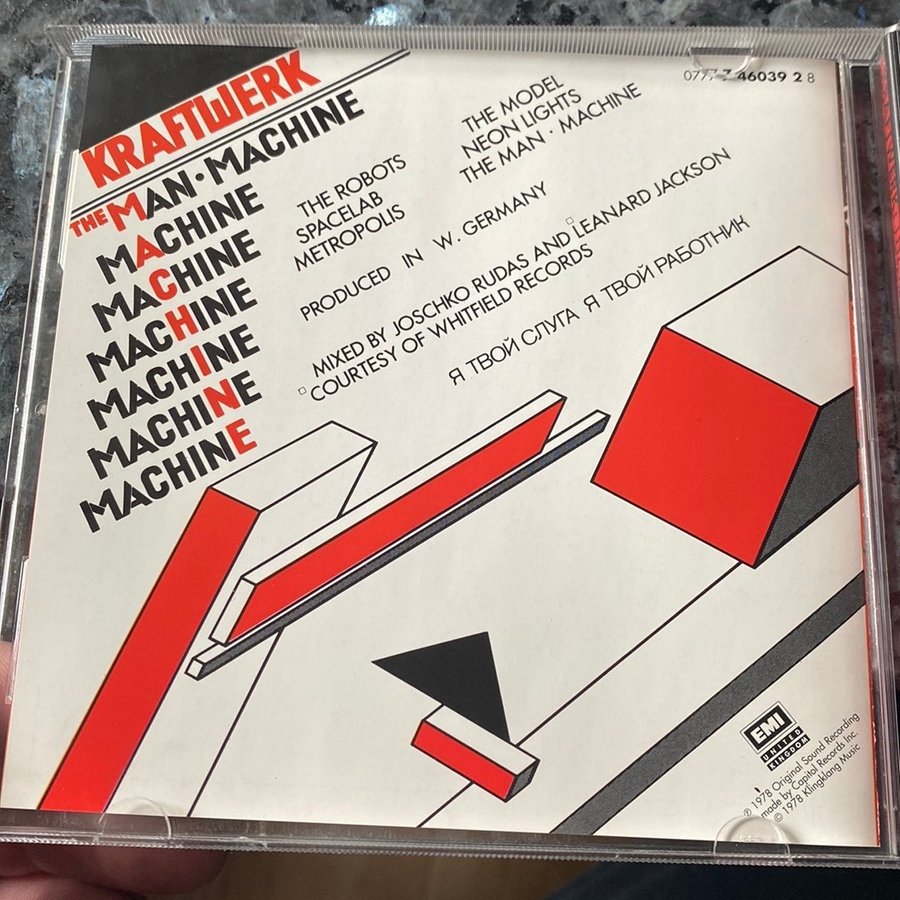 KRAFTWERK
THE MAN·MACHINE
MACHINE
MACHINE
MACHINE
MACHINE
MACHINE
MACHINE
THE ROBOTS
SPACELAB
METROPOLIS
THE MODEL
NEON LIGHTS
THE MAN · MACHINE
46039 2 8
PRODUCED IN W. GERMANY
MIXED BY JOSCHKO RUDAS AND □LEANARD JACKSON
□COURTESY OF WHITFIELD RECORDS
Я ТВОЙ СЛУГА Я ТВОЙ РАБОТНИК
EMI
UNITED
KINGDOM
℗ 1978 Original Sound Recording
made by Capitol Records Inc.
© 1978 Klingklang Music